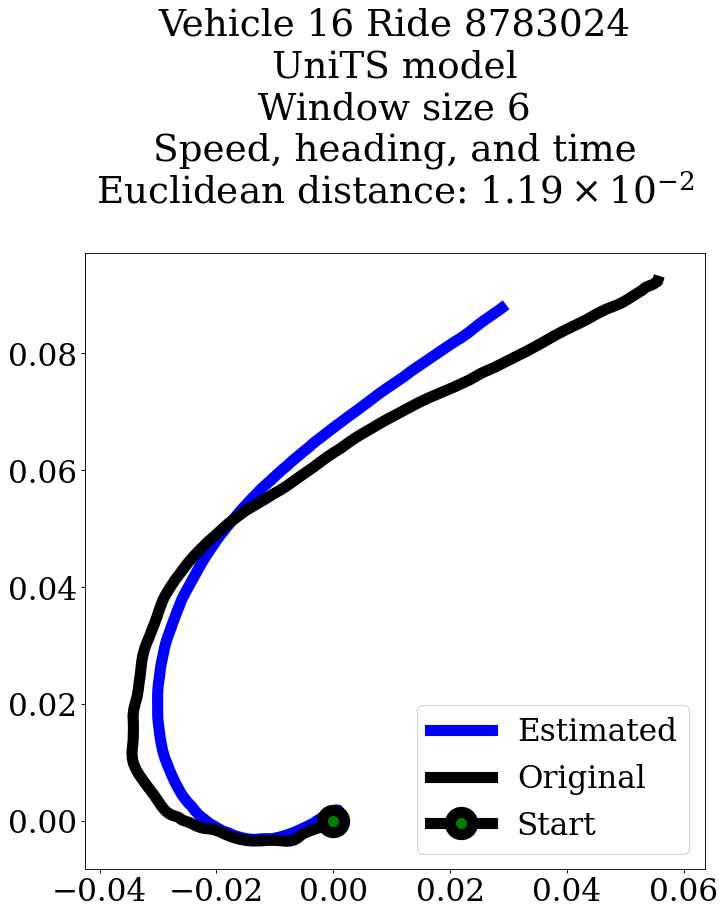 Vehicle 16 Ride 8783024
UniTS model
Window size 6
Speed, heading, and time
Euclidean distance: 1.19 × 10⁻²
0.08
0.06
0.04
0.02
0.00
−0.04 −0.02 0.00 0.02 0.04 0.06
Estimated
Original
Start